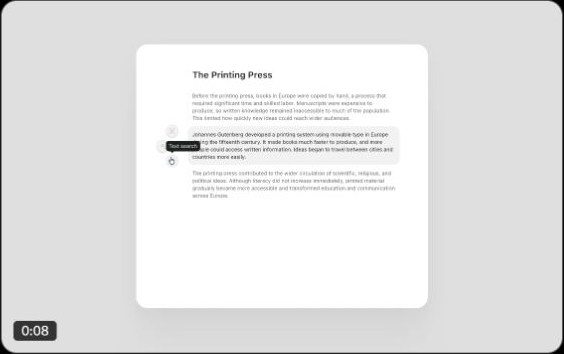 The Printing Press
Before the printing press, books in Europe were copied by hand, a process that
required significant time and skilled labor. Manuscripts were expensive to
produce, so written knowledge remained inaccessible to much of the population.
This limited how quickly new ideas could reach wider audiences.
Johannes Gutenberg developed a printing system using movable type in Europe
the fifteenth century. It made books much faster to produce, and more
Text search
could access written information. Ideas began to travel between cities and
countries more easily.
The printing press contributed to the wider circulation of scientific, religious, and
political ideas. Although literacy did not increase immediately, printed material
gradually became more accessible and transformed education and communication
across Europe.
0:08